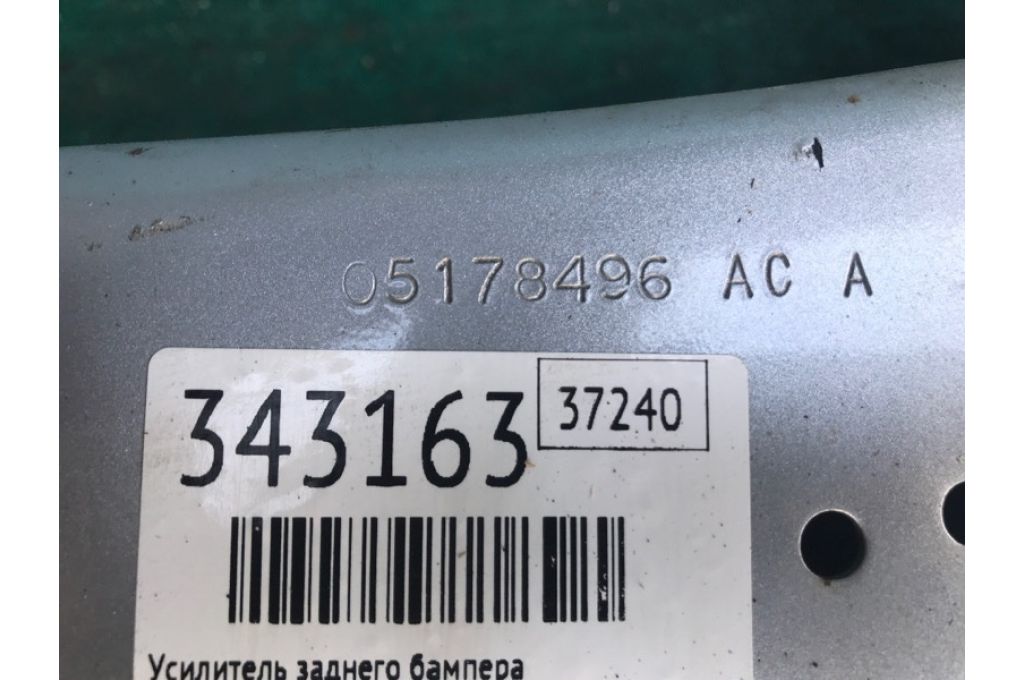 05178496 AC A
343163 37240
Усилитель заднего бампера